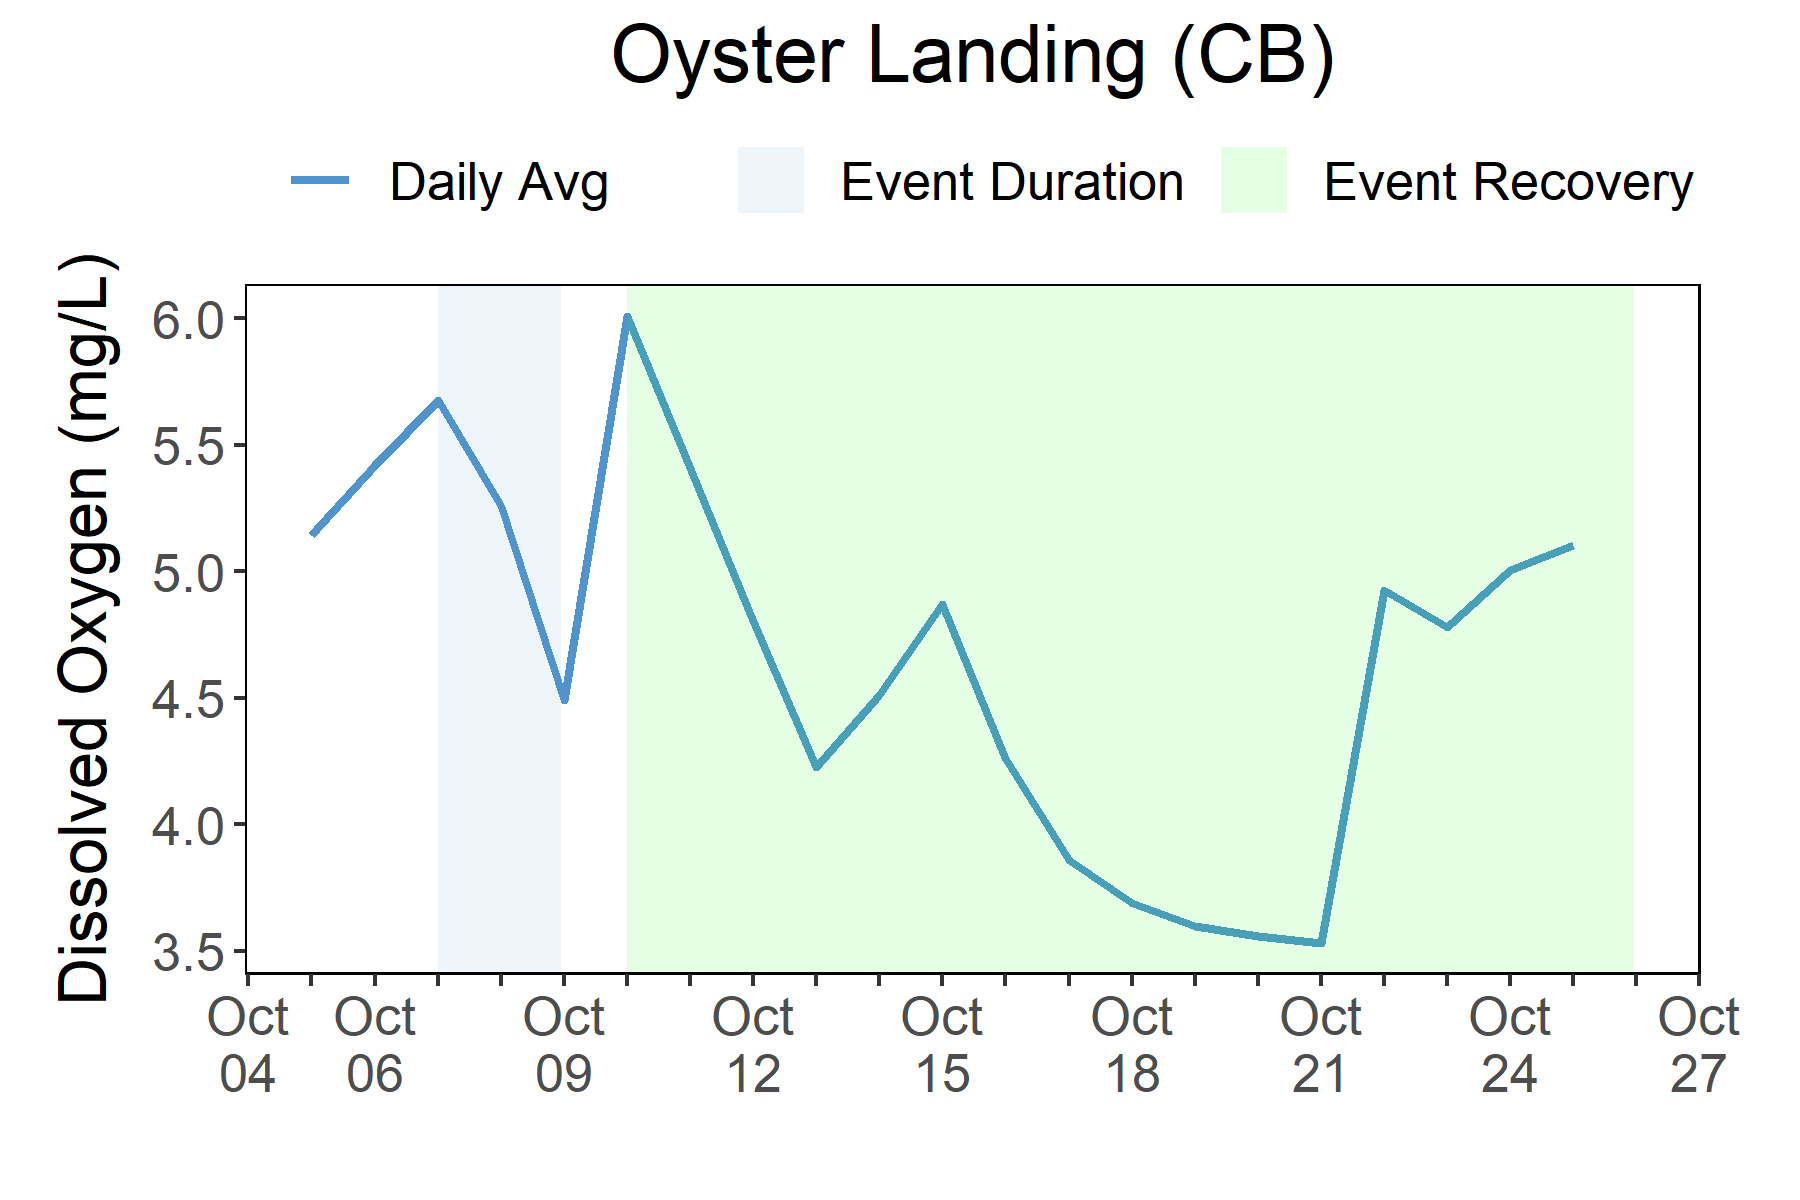 Oyster Landing (CB)
Daily Avg Event Duration Event Recovery
Dissolved Oxygen (mg/L)
6.0
5.5
5.0
4.5
4.0
3.5
Oct Oct Oct Oct Oct Oct Oct Oct Oct
04 06 09 12 15 18 21 24 27